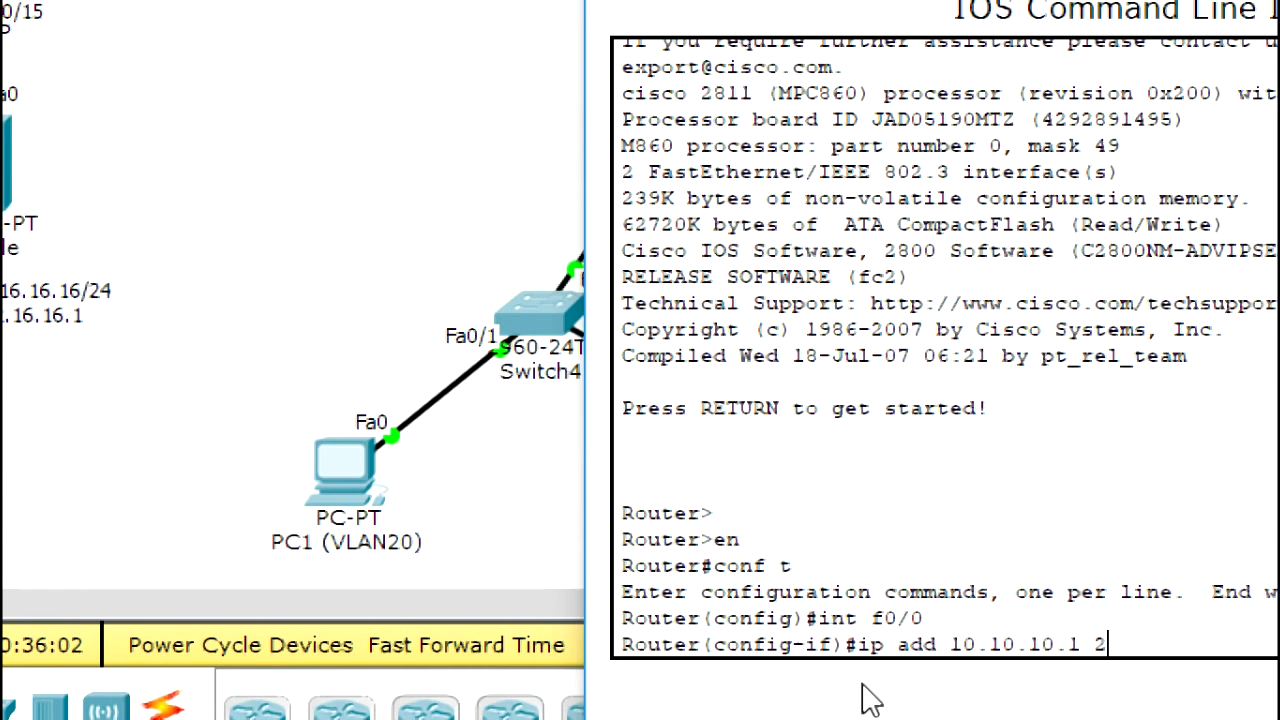 0/15
a0
-PT
le
16.16.16/24
.16.16.1
Fa0/1
960-24T
Switch4
Fa0
PC-PT
PC1 (VLAN20)
0:36:02
Power Cycle Devices Fast Forward Time
IOS Command Line I
If you require further assistance please contact u
export@cisco.com.
cisco 2811 (MPC860) processor (revision 0x200) wit
Processor board ID JAD05190MTZ (4292891495)
M860 processor: part number 0, mask 49
2 FastEthernet/IEEE 802.3 interface(s)
239K bytes of non-volatile configuration memory.
62720K bytes of  ATA CompactFlash (Read/Write)
Cisco IOS Software, 2800 Software (C2800NM-ADVIPSE
RELEASE SOFTWARE (fc2)
Technical Support: http://www.cisco.com/techsuppor
Copyright (c) 1986-2007 by Cisco Systems, Inc.
Compiled Wed 18-Jul-07 06:21 by pt_rel_team
Press RETURN to get started!
Router>
Router>en
Router#conf t
Enter configuration commands, one per line.  End w
Router(config)#int f0/0
Router(config-if)#ip add 10.10.10.1 2